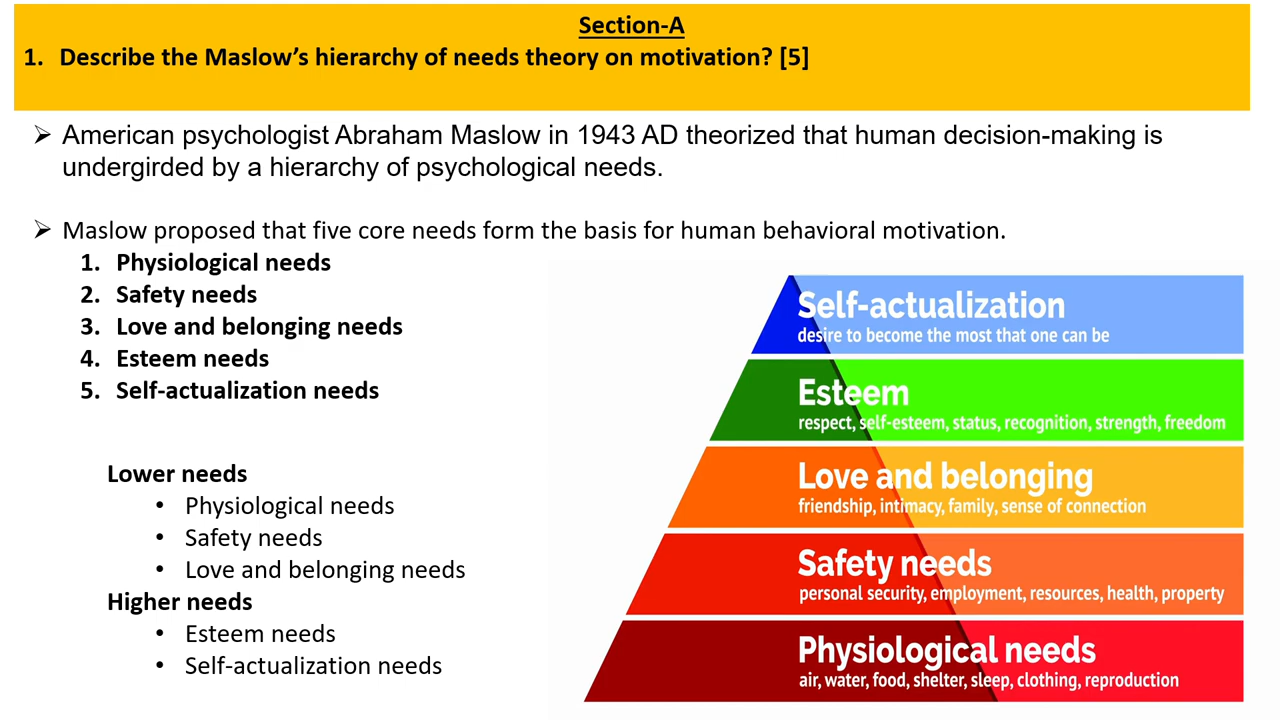 Section-A
1. Describe the Maslow's hierarchy of needs theory on motivation? [5]
➢ American psychologist Abraham Maslow in 1943 AD theorized that human decision-making is
undergirded by a hierarchy of psychological needs.
➢ Maslow proposed that five core needs form the basis for human behavioral motivation.
1. Physiological needs
2. Safety needs
3. Love and belonging needs
4. Esteem needs
5. Self-actualization needs
Lower needs
• Physiological needs
• Safety needs
• Love and belonging needs
Higher needs
• Esteem needs
• Self-actualization needs
Self-actualization
desire to become the most that one can be
Esteem
respect, self-esteem, status, recognition, strength, freedom
Love and belonging
friendship, intimacy, family, sense of connection
Safety needs
personal security, employment, resources, health, property
Physiological needs
air, water, food, shelter, sleep, clothing, reproduction